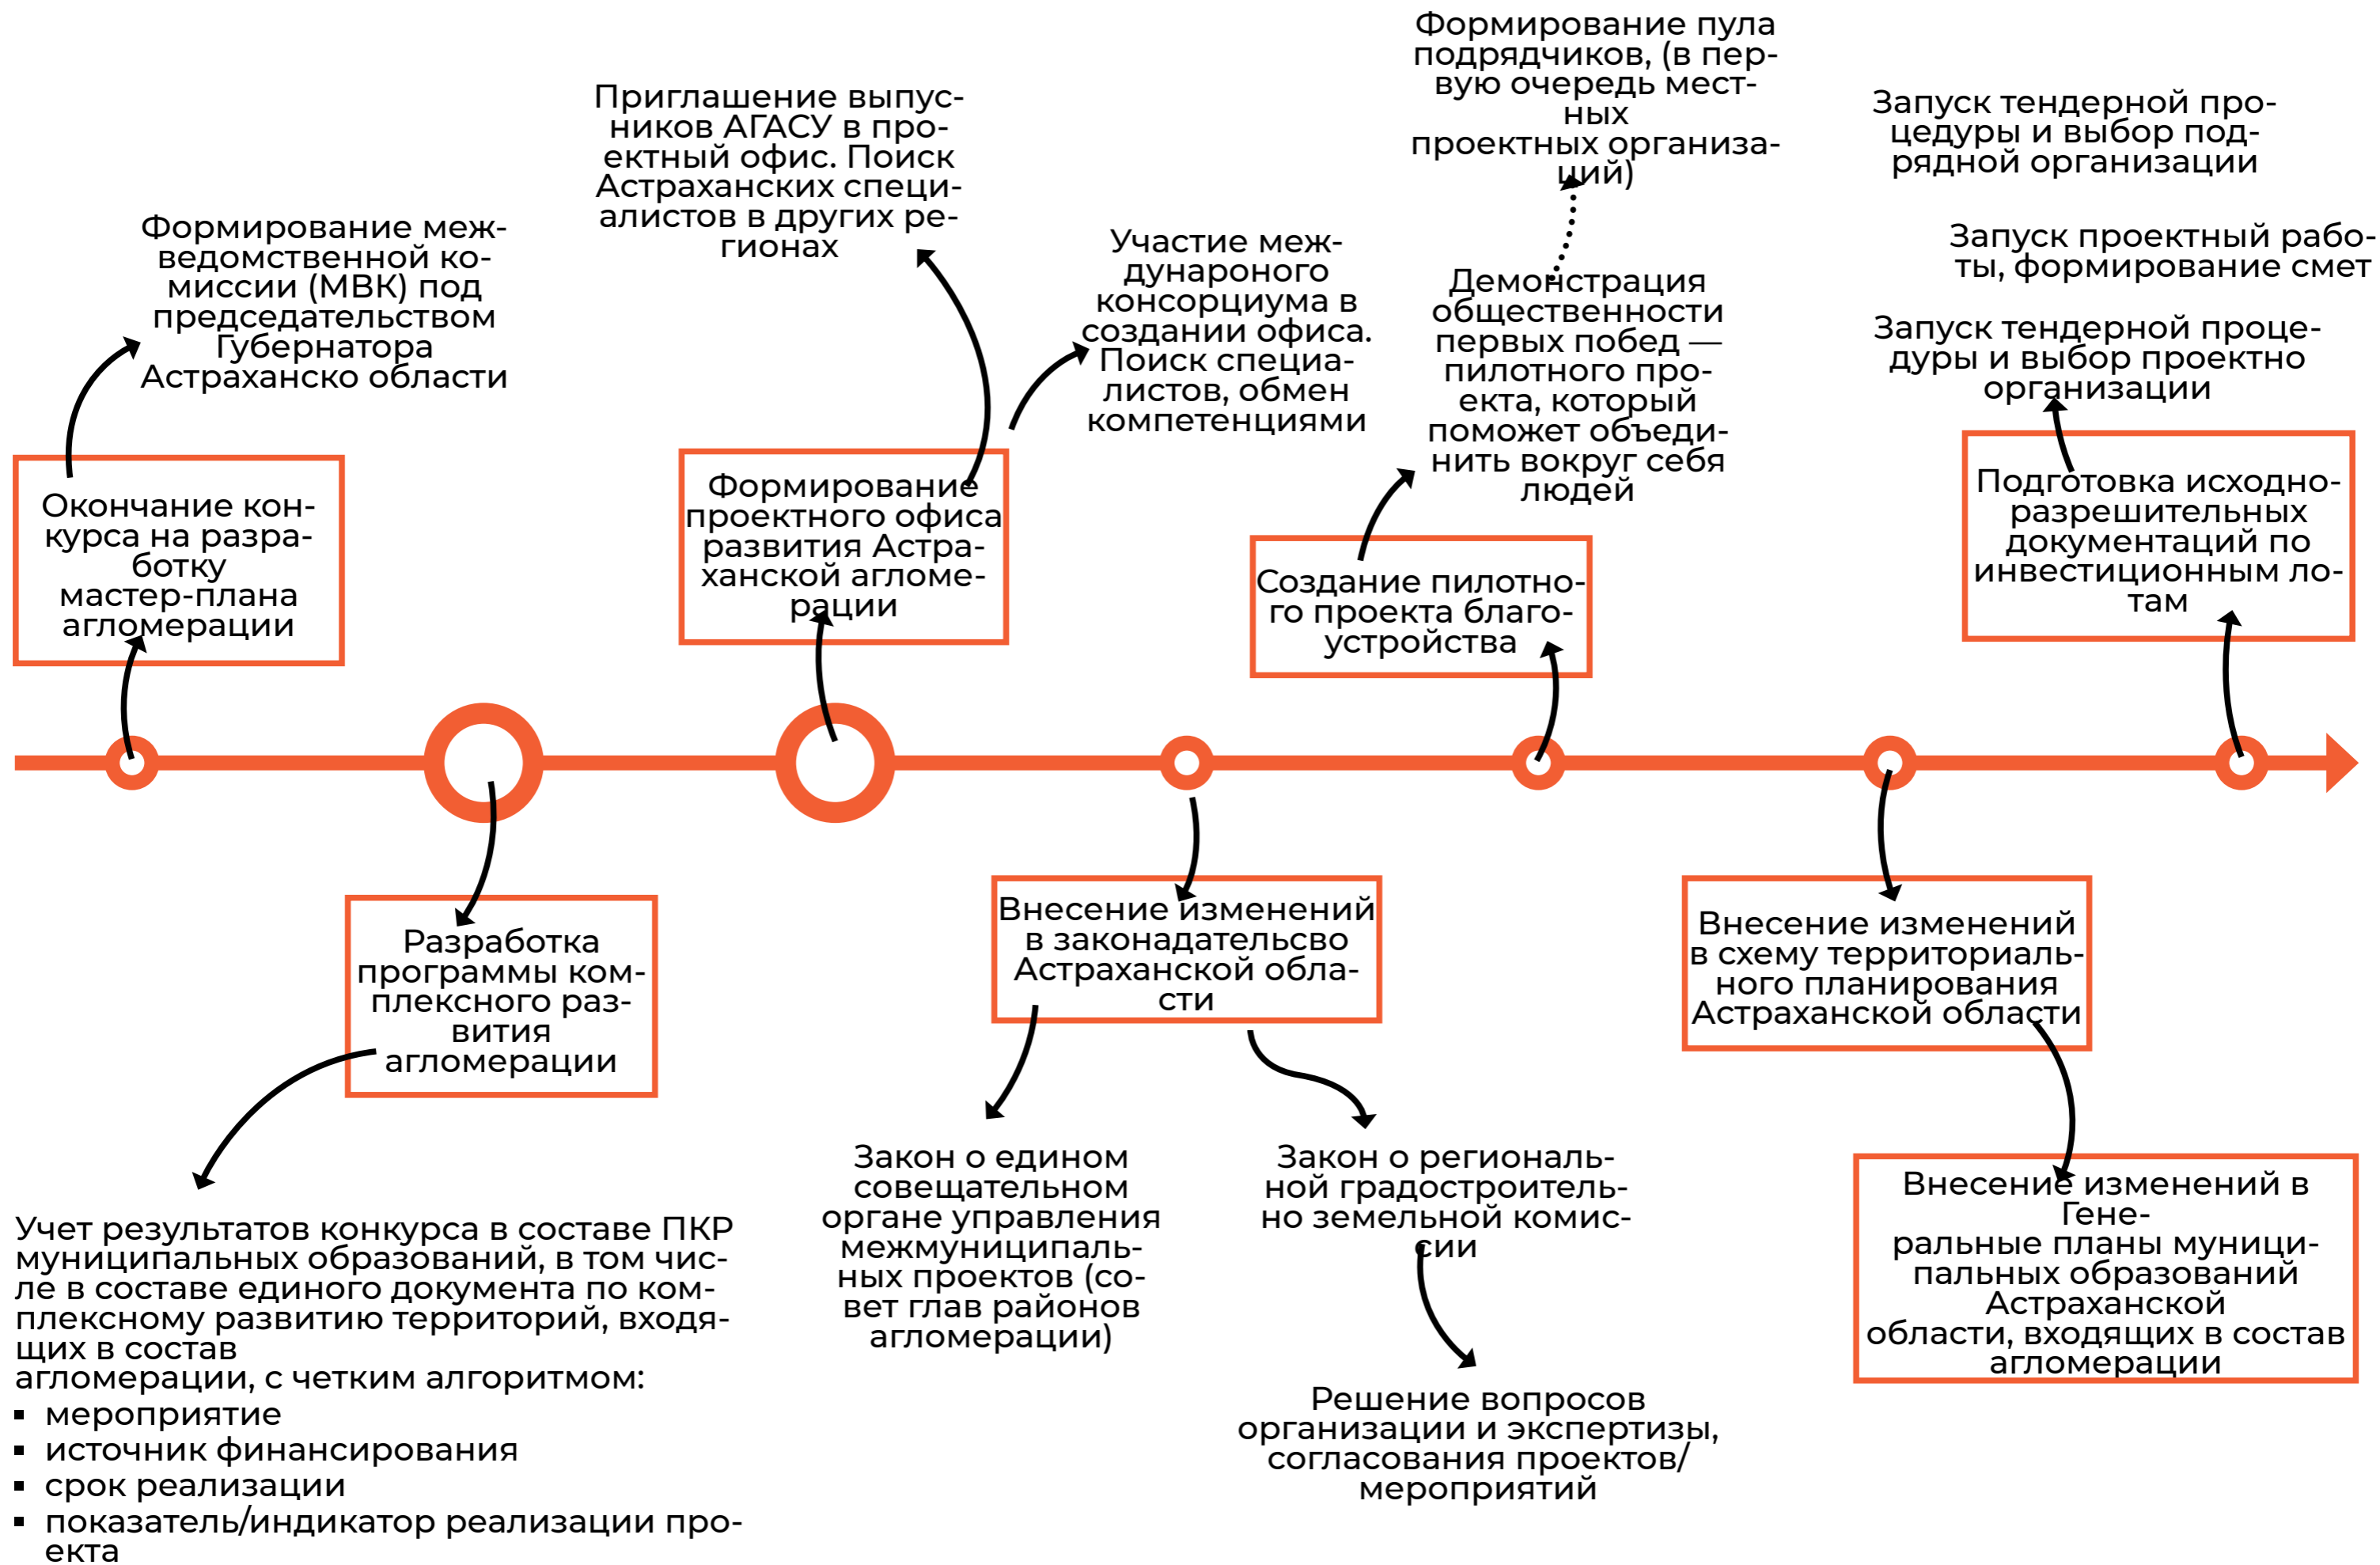 Формирование меж-
ведомственной ко-
миссии (МВК) под
председательством
Губернатора
Астраханско области
Окончание кон-
курса на разра-
ботку
мастер-плана
агломерации
Приглашение выпус-
ников АГАСУ в про-
ектный офис. Поиск
Астраханских специ-
алистов в других ре-
гионах
Участие меж-
дунароного
консорциума в
создании офиса.
Поиск специа-
листов, обмен
компетенциями
Формирование
проектного офиса
развития Астра-
ханской агломе-
рации
Формирование пула
подрядчиков, (в пер-
вую очередь мест-
ных
проектных организа-
ций)
Демонстрация
общественности
первых побед —
пилотного про-
екта, который
поможет объеди-
нить вокруг себя
людей
Создание пилотно-
го проекта благо-
устройства
Запуск тендерной про-
цедуры и выбор под-
рядной организации
Запуск проектный рабо-
ты, формирование смет
Запуск тендерной проце-
дуры и выбор проектно
организации
Подготовка исходно-
разрешительных
документаций по
инвестиционным ло-
там
Разработка
программы ком-
плексного раз-
вития
агломерации
Учет результатов конкурса в составе ПКР
муниципальных образований, в том чис-
ле в составе единого документа по ком-
плексному развитию территорий, входя-
щих в состав
агломерации, с четким алгоритмом:
▪ мероприятие
▪ источник финансирования
▪ срок реализации
▪ показатель/индикатор реализации про-
екта
Внесение изменений
в законадательсво
Астраханской обла-
сти
Закон о едином
совещательном
органе управления
межмуниципаль-
ных проектов (со-
вет глав районов
агломерации)
Закон о региональ-
ной градостроитель-
но земельной комис-
сии
Решение вопросов
организации и экспертизы,
согласования проектов/
мероприятий
Внесение изменений
в схему территориаль-
ного планирования
Астраханской области
Внесение изменений в
Гене-
ральные планы муници-
пальных образований
Астраханской
области, входящих в состав
агломерации